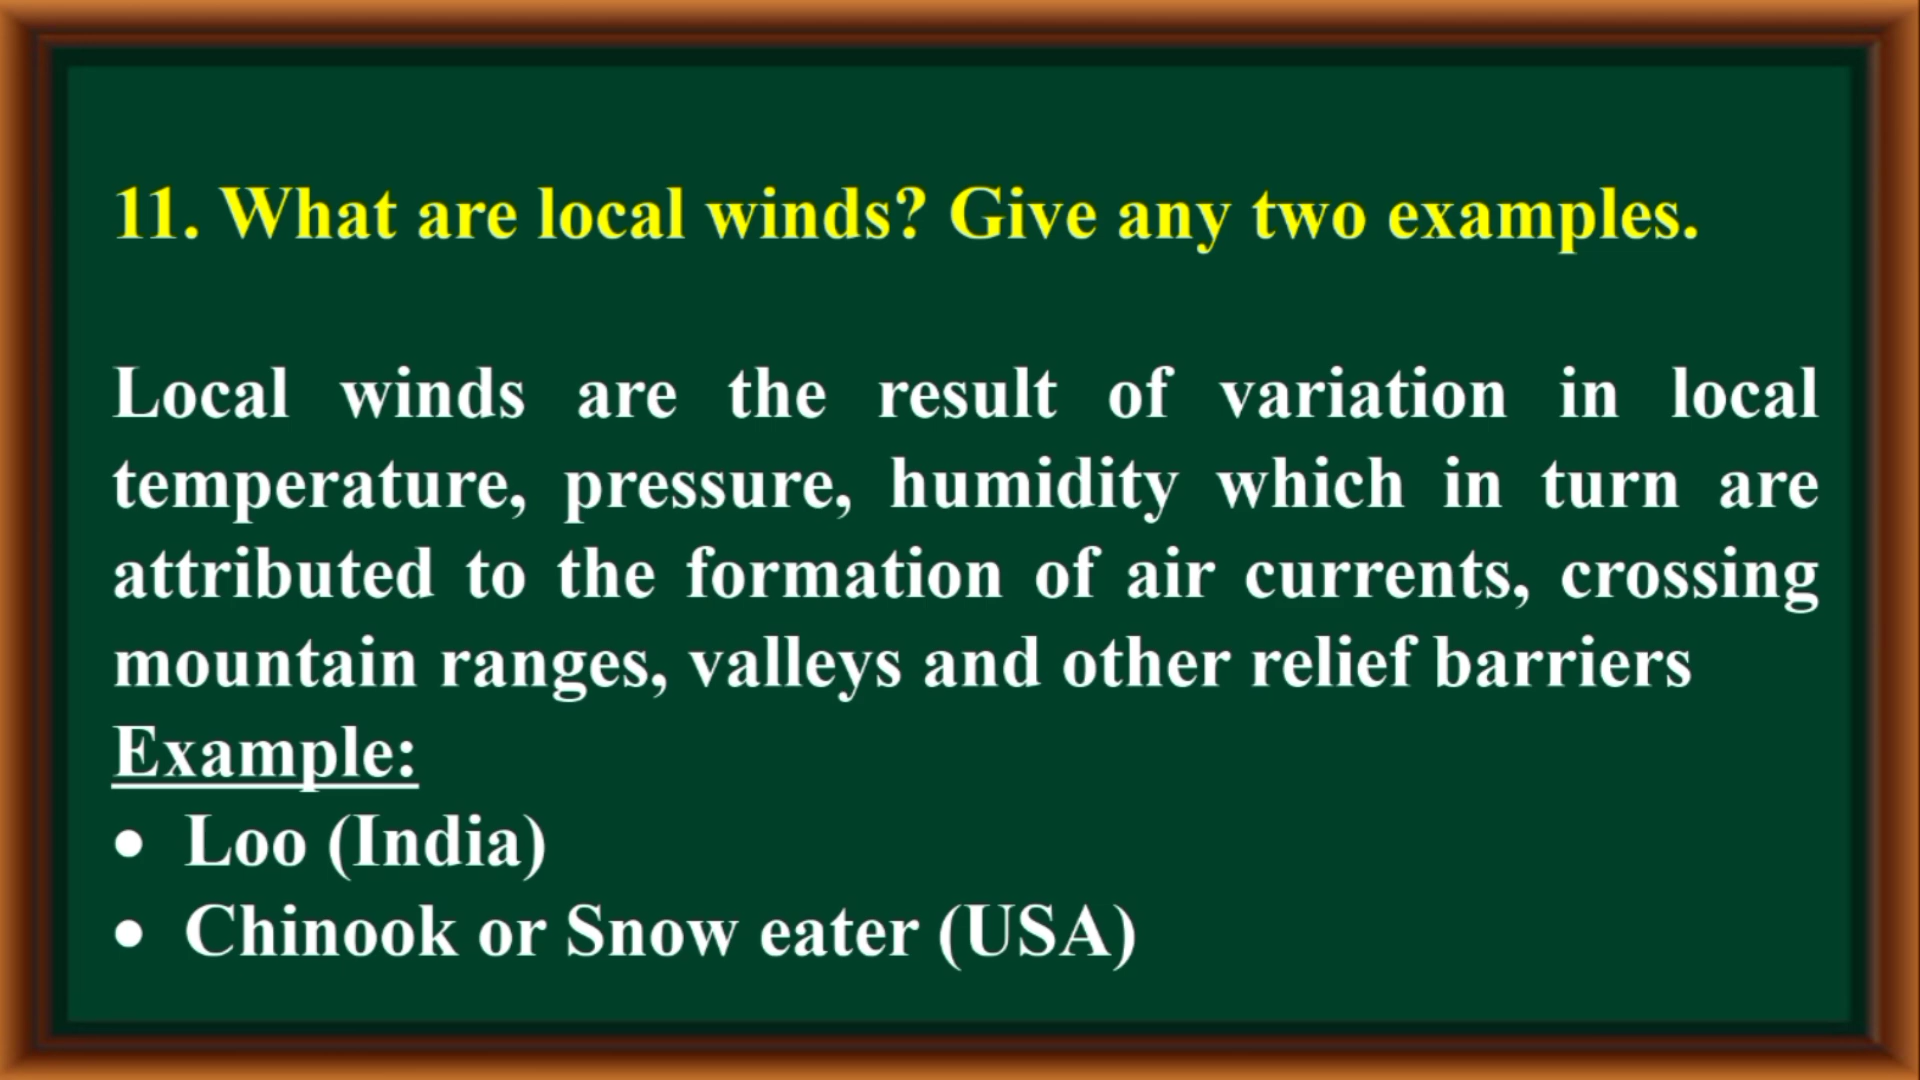 11. What are local winds? Give any two examples.
Local winds are the result of variation in local
temperature, pressure, humidity which in turn are
attributed to the formation of air currents, crossing
mountain ranges, valleys and other relief barriers
Example:
• Loo (India)
• Chinook or Snow eater (USA)